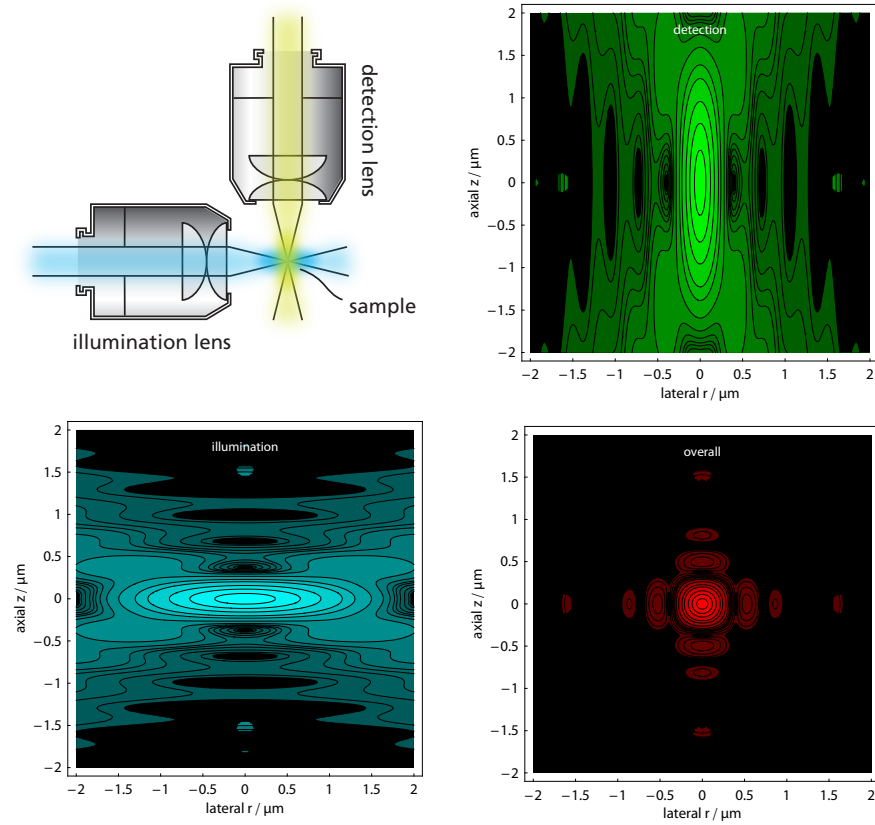 detection lens
sample
illumination lens
detection
2
1.5
1
0.5
0
−0.5
−1
−1.5
−2
axial z / μm
−2 −1.5 −1 −0.5 0 0.5 1 1.5 2
lateral r / μm
illumination
2
1.5
1
0.5
0
−0.5
−1
−1.5
−2
axial z / μm
−2 −1.5 −1 −0.5 0 0.5 1 1.5 2
lateral r / μm
overall
2
1.5
1
0.5
0
−0.5
−1
−1.5
−2
axial z / μm
−2 −1.5 −1 −0.5 0 0.5 1 1.5 2
lateral r / μm